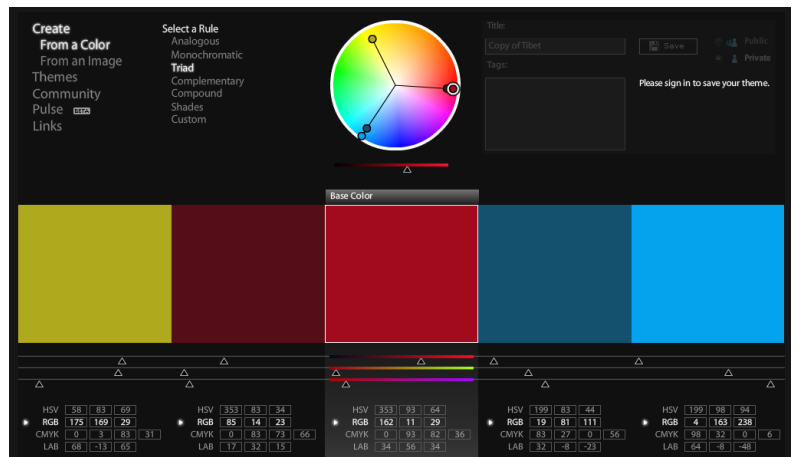 Create
From a Color
From an Image
Themes
Community
Pulse BETA
Links
Select a Rule
Analogous
Monochromatic
Triad
Complementary
Compound
Shades
Custom
Title:
Copy of Tibet
Save
Public
Private
Tags:
Please sign in to save your theme.
Base Color
HSV 58 83 69
RGB 175 169 29
CMYK 0 3 83 31
LAB 68 -13 65
HSV 353 83 34
RGB 85 14 23
CMYK 0 83 73 66
LAB 17 32 15
HSV 353 93 64
RGB 162 11 29
CMYK 0 93 82 36
LAB 34 56 34
HSV 199 83 44
RGB 19 81 111
CMYK 83 27 0 56
LAB 32 -8 -23
HSV 199 98 94
RGB 4 163 238
CMYK 98 32 0 6
LAB 64 -8 -48